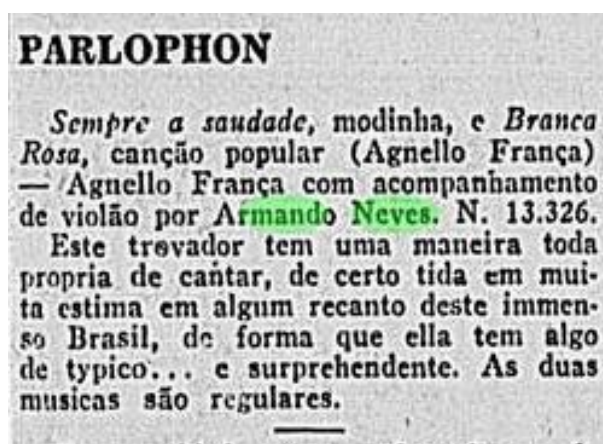 PARLOPHON
Sempre a saudade, modinha, e Branca
Rosa, canção popular (Agnello França)
— Agnello França com acompanhamento
de violão por Armando Neves. N. 13.326.
Este trovador tem uma maneira toda
propria de cantar, de certo tida em mui-
ta estima em algum recanto deste immen-
so Brasil, de forma que ella tem algo
de typico... e surprehendente. As duas
musicas são regulares.